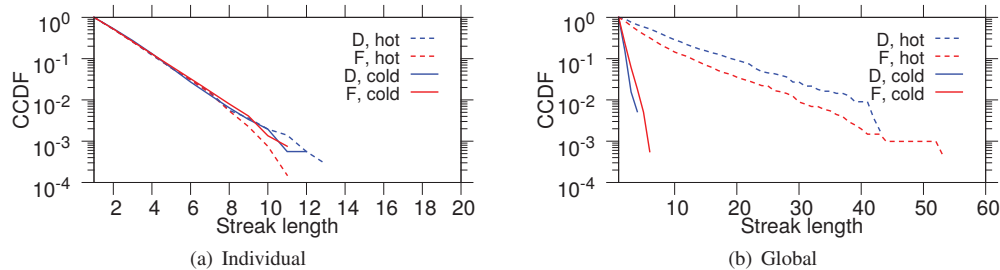 CCDF
10^0
10^-1
10^-2
10^-3
10^-4
D, hot
F, hot
D, cold
F, cold
2 4 6 8 10 12 14 16 18 20
Streak length
(a) Individual
CCDF
10^0
10^-1
10^-2
10^-3
10^-4
D, hot
F, hot
D, cold
F, cold
10 20 30 40 50 60
Streak length
(b) Global